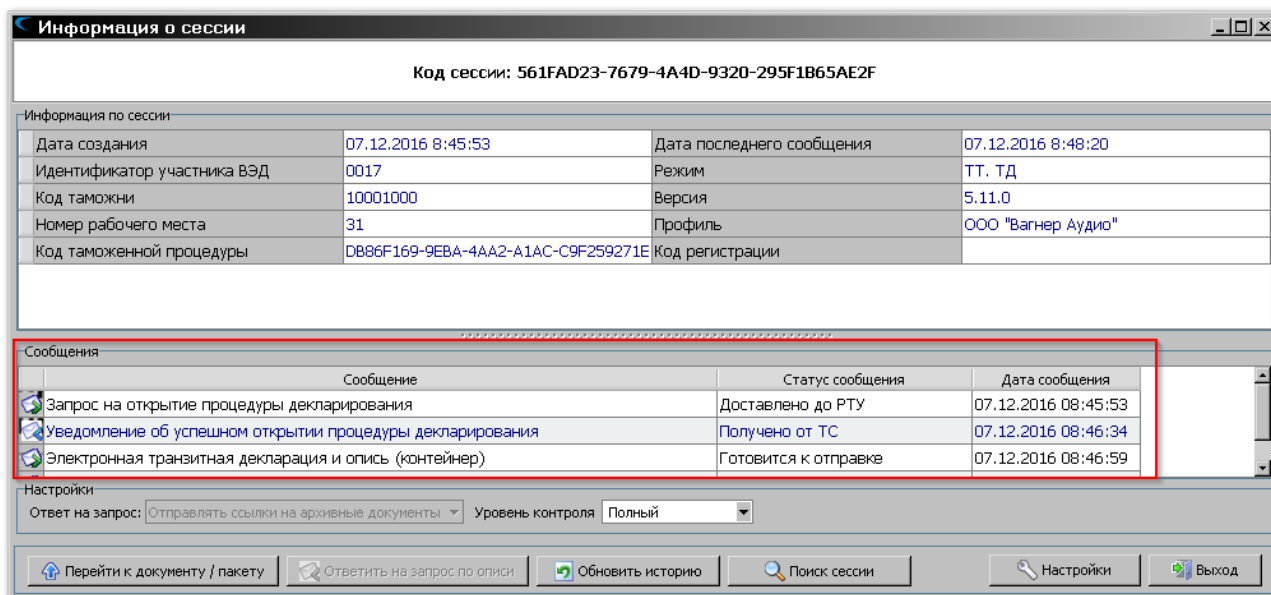 Информация о сессии
Код сессии: 561FAD23-7679-4A4D-9320-295F1B65AE2F
Информация по сессии
Дата создания 07.12.2016 8:45:53 Дата последнего сообщения 07.12.2016 8:48:20
Идентификатор участника ВЭД 0017 Режим ТТ. ТД
Код таможни 10001000 Версия 5.11.0
Номер рабочего места 31 Профиль ООО "Вагнер Аудио"
Код таможенной процедуры DB86F169-9EBA-4AA2-A1AC-C9F259271E Код регистрации
Сообщения
Сообщение Статус сообщения Дата сообщения
Запрос на открытие процедуры декларирования Доставлено до РТУ 07.12.2016 08:45:53
Уведомление об успешном открытии процедуры декларирования Получено от ТС 07.12.2016 08:46:34
Электронная транзитная декларация и опись (контейнер) Готовится к отправке 07.12.2016 08:46:59
Настройки
Ответ на запрос: Отправлять ссылки на архивные документы Уровень контроля Полный
Перейти к документу / пакету Ответить на запрос по описи Обновить историю Поиск сессии Настройки Выход